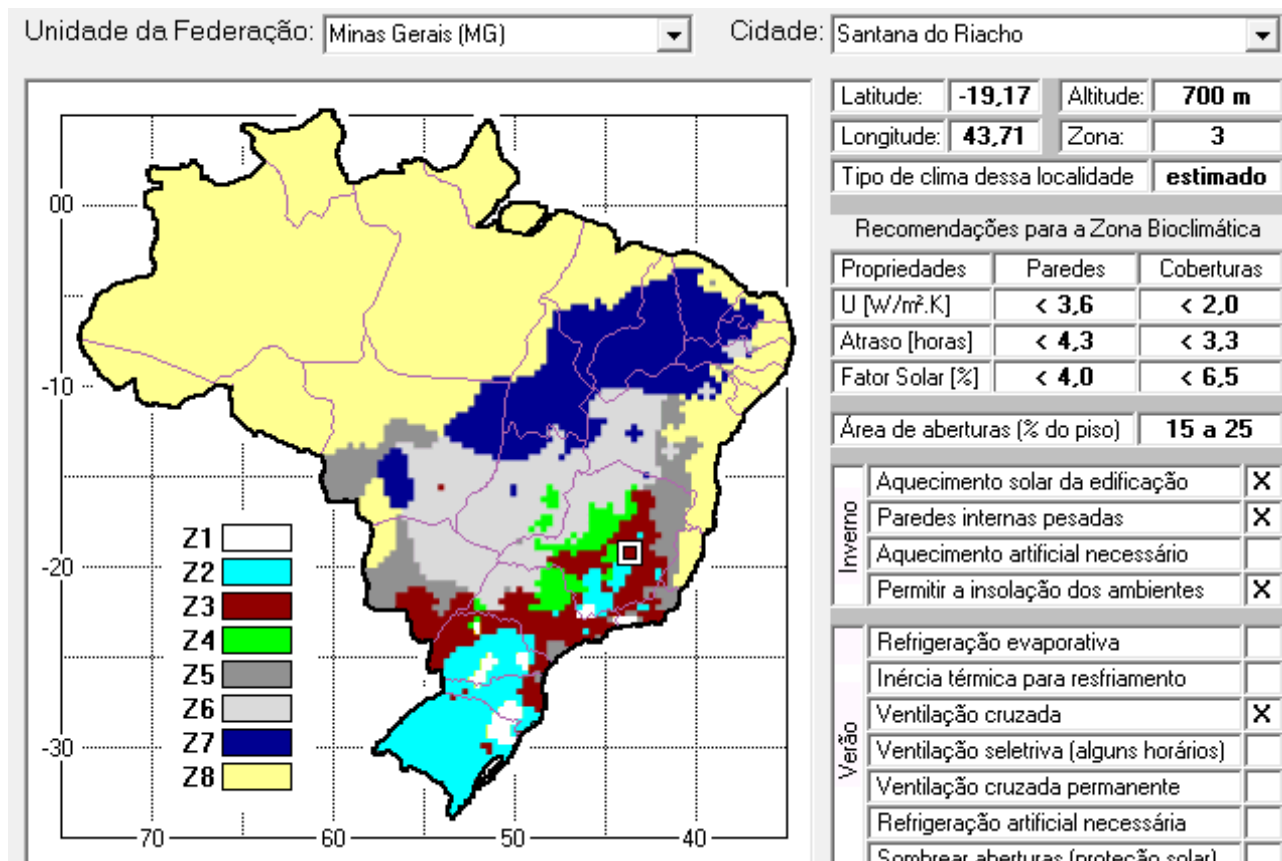 Unidade da Federação: Minas Gerais (MG) Cidade: Santana do Riacho
Latitude: -19,17 Altitude: 700 m
Longitude: 43,71 Zona: 3
Tipo de clima dessa localidade estimado
Recomendações para a Zona Bioclimática
Propriedades Paredes Coberturas
U [W/m².K] < 3,6 < 2,0
Atraso [horas] < 4,3 < 3,3
Fator Solar [%] < 4,0 < 6,5
Área de aberturas (% do piso) 15 a 25
Inverno
Aquecimento solar da edificação X
Paredes internas pesadas X
Aquecimento artificial necessário
Permitir a insolação dos ambientes X
Verão
Refrigeração evaporativa
Inércia térmica para resfriamento
Ventilação cruzada X
Ventilação seletriva (alguns horários)
Ventilação cruzada permanente
Refrigeração artificial necessária
Sombrear aberturas (proteção solar)
00
-10
-20
-30
Z1
Z2
Z3
Z4
Z5
Z6
Z7
Z8
70 60 50 40